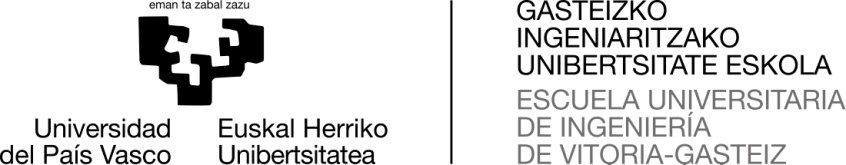 eman ta zabal zazu
Universidad
del País Vasco
Euskal Herriko
Unibertsitatea
GASTEIZKO
INGENIARITZAKO
UNIBERTSITATE ESKOLA
ESCUELA UNIVERSITARIA
DE INGENIERÍA
DE VITORIA-GASTEIZ